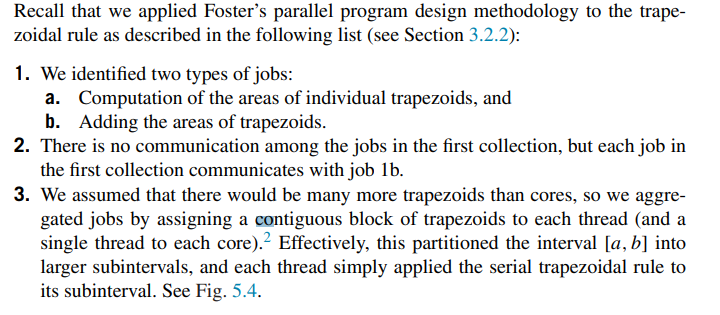 Recall that we applied Foster's parallel program design methodology to the trape-
zoidal rule as described in the following list (see Section 3.2.2):
1. We identified two types of jobs:
a. Computation of the areas of individual trapezoids, and
b. Adding the areas of trapezoids.
2. There is no communication among the jobs in the first collection, but each job in
the first collection communicates with job 1b.
3. We assumed that there would be many more trapezoids than cores, so we aggre-
gated jobs by assigning a contiguous block of trapezoids to each thread (and a
single thread to each core).² Effectively, this partitioned the interval [a, b] into
larger subintervals, and each thread simply applied the serial trapezoidal rule to
its subinterval. See Fig. 5.4.